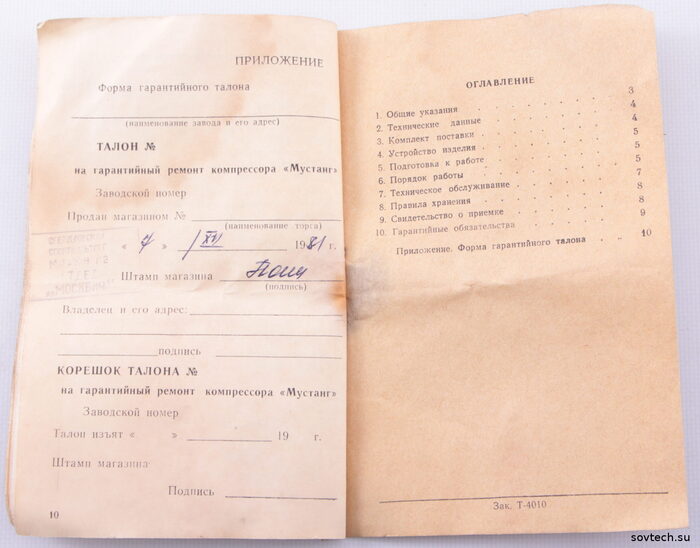 ПРИЛОЖЕНИЕ
Форма гарантийного талона
(наименование завода и его адрес)
ТАЛОН №
на гарантийный ремонт компрессора «Мустанг»
Заводской номер
Продан магазином №
(наименование торга)
« 7 » XII 1981 г.
Штамп магазина
(подпись)
"МОСКВИЧ"
Владелец и его адрес:
подпись
КОРЕШОК ТАЛОНА №
на гарантийный ремонт компрессора «Мустанг»
Заводской номер
Талон изъят « » 19 г.
Штамп магазина
Подпись
10
ОГЛАВЛЕНИЕ
1. Общие указания 3
2. Технические данные 4
3. Комплект поставки 4
4. Устройство изделия 5
5. Подготовка к работе 5
6. Порядок работы 5
7. Техническое обслуживание 7
8. Правила хранения 8
9. Свидетельство о приемке 8
10. Гарантийные обязательства 9
Приложение. Форма гарантийного талона 10
Зак. Т-4010
sovtech.su